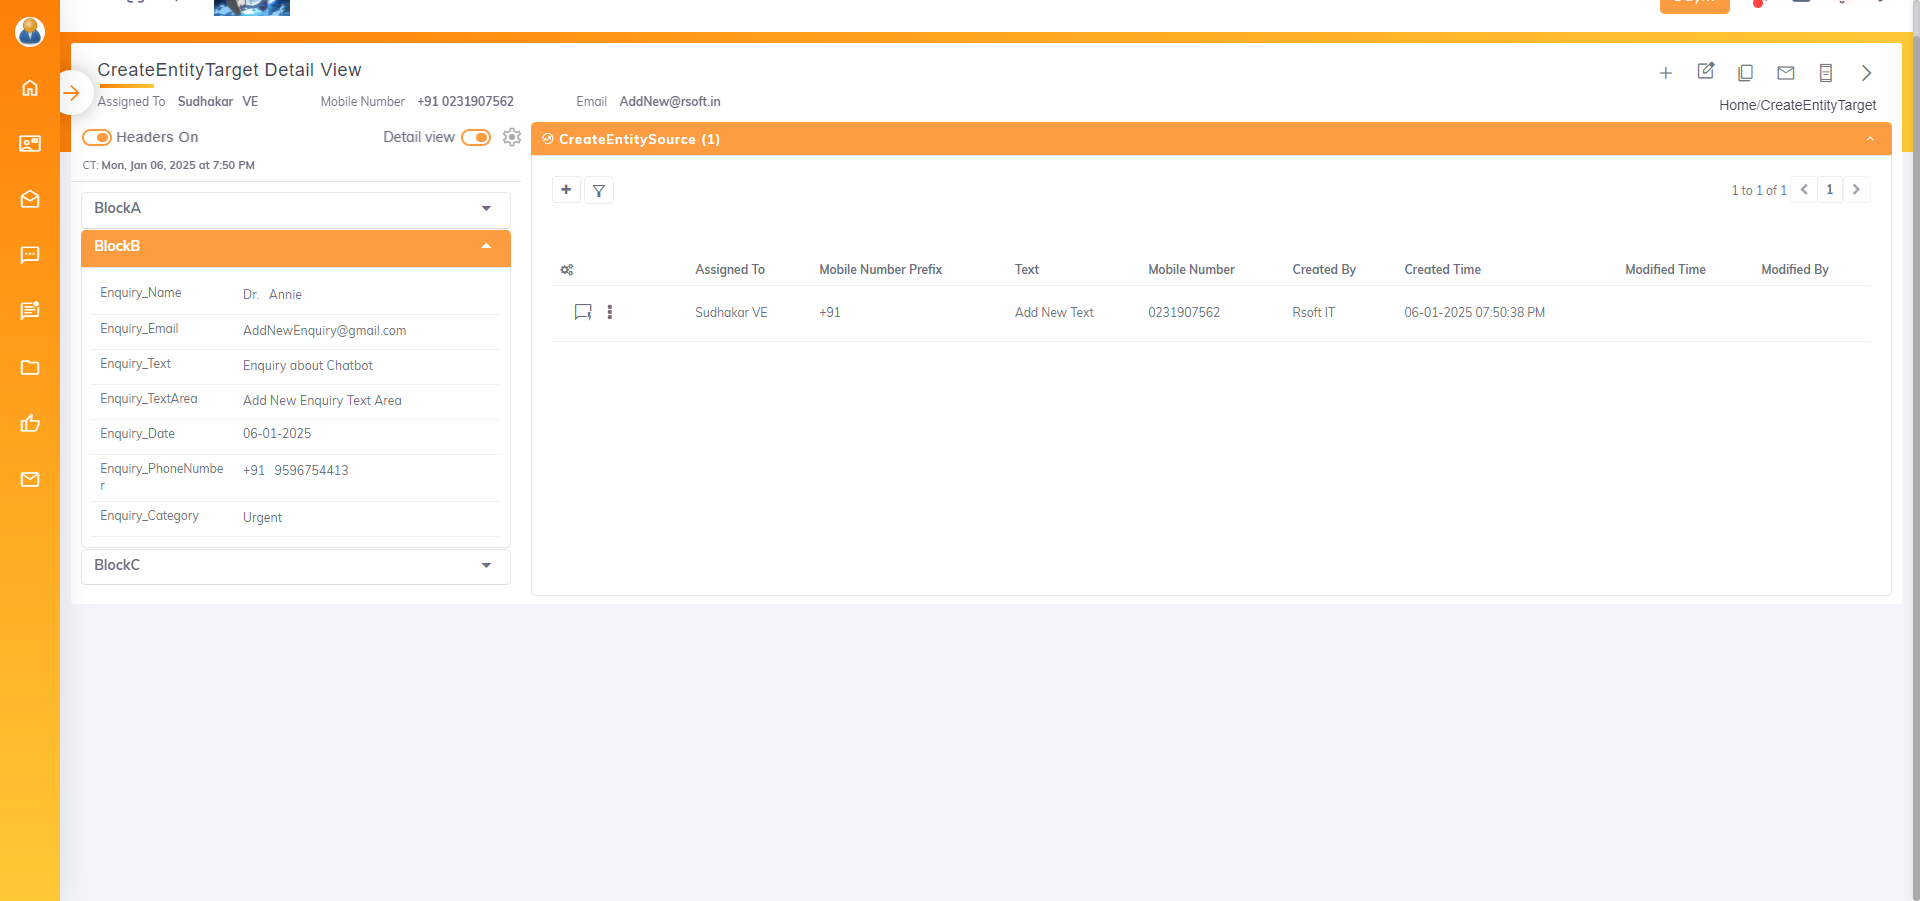 CreateEntityTarget Detail View
Assigned To Sudhakar VE Mobile Number +91 0231907562 Email AddNew@rsoft.in
Home/CreateEntityTarget
Headers On Detail view
CT: Mon, Jan 06, 2025 at 7:50 PM
BlockA
BlockB
Enquiry_Name Dr. Annie
Enquiry_Email AddNewEnquiry@gmail.com
Enquiry_Text Enquiry about Chatbot
Enquiry_TextArea Add New Enquiry Text Area
Enquiry_Date 06-01-2025
Enquiry_PhoneNumbe +91 9596754413
r
Enquiry_Category Urgent
BlockC
CreateEntitySource (1)
1 to 1 of 1 1
Assigned To Mobile Number Prefix Text Mobile Number Created By Created Time Modified Time Modified By
Sudhakar VE +91 Add New Text 0231907562 Rsoft IT 06-01-2025 07:50:38 PM